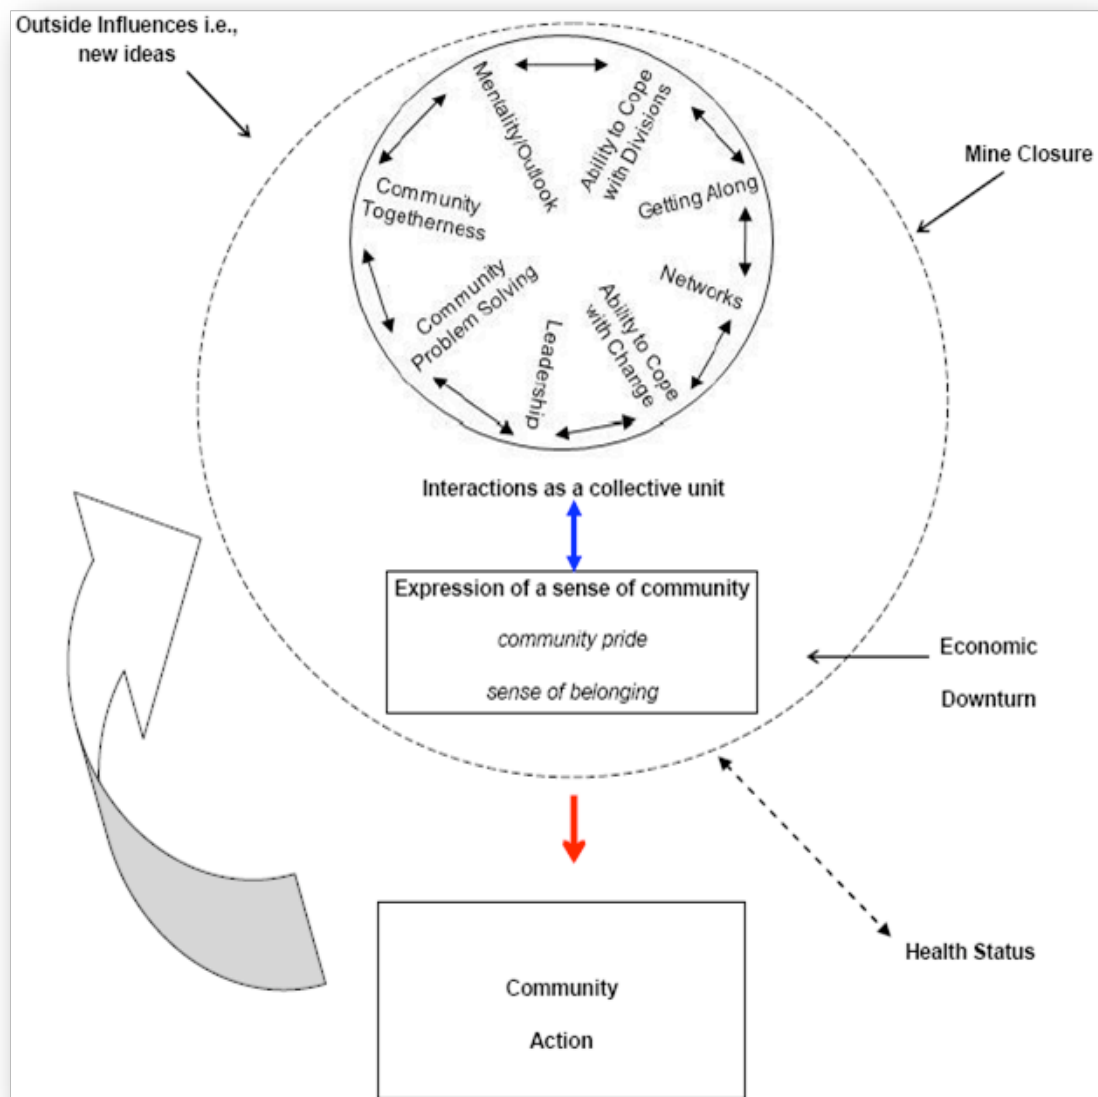 Outside Influences i.e.,
new ideas
Mine Closure
Mentality/Outlook
Ability to Cope
with Divisions
Getting Along
Networks
Ability to Cope
with Change
Leadership
Community
Problem Solving
Community
Togetherness
Interactions as a collective unit
Expression of a sense of community
community pride
sense of belonging
Economic
Downturn
Health Status
Community
Action